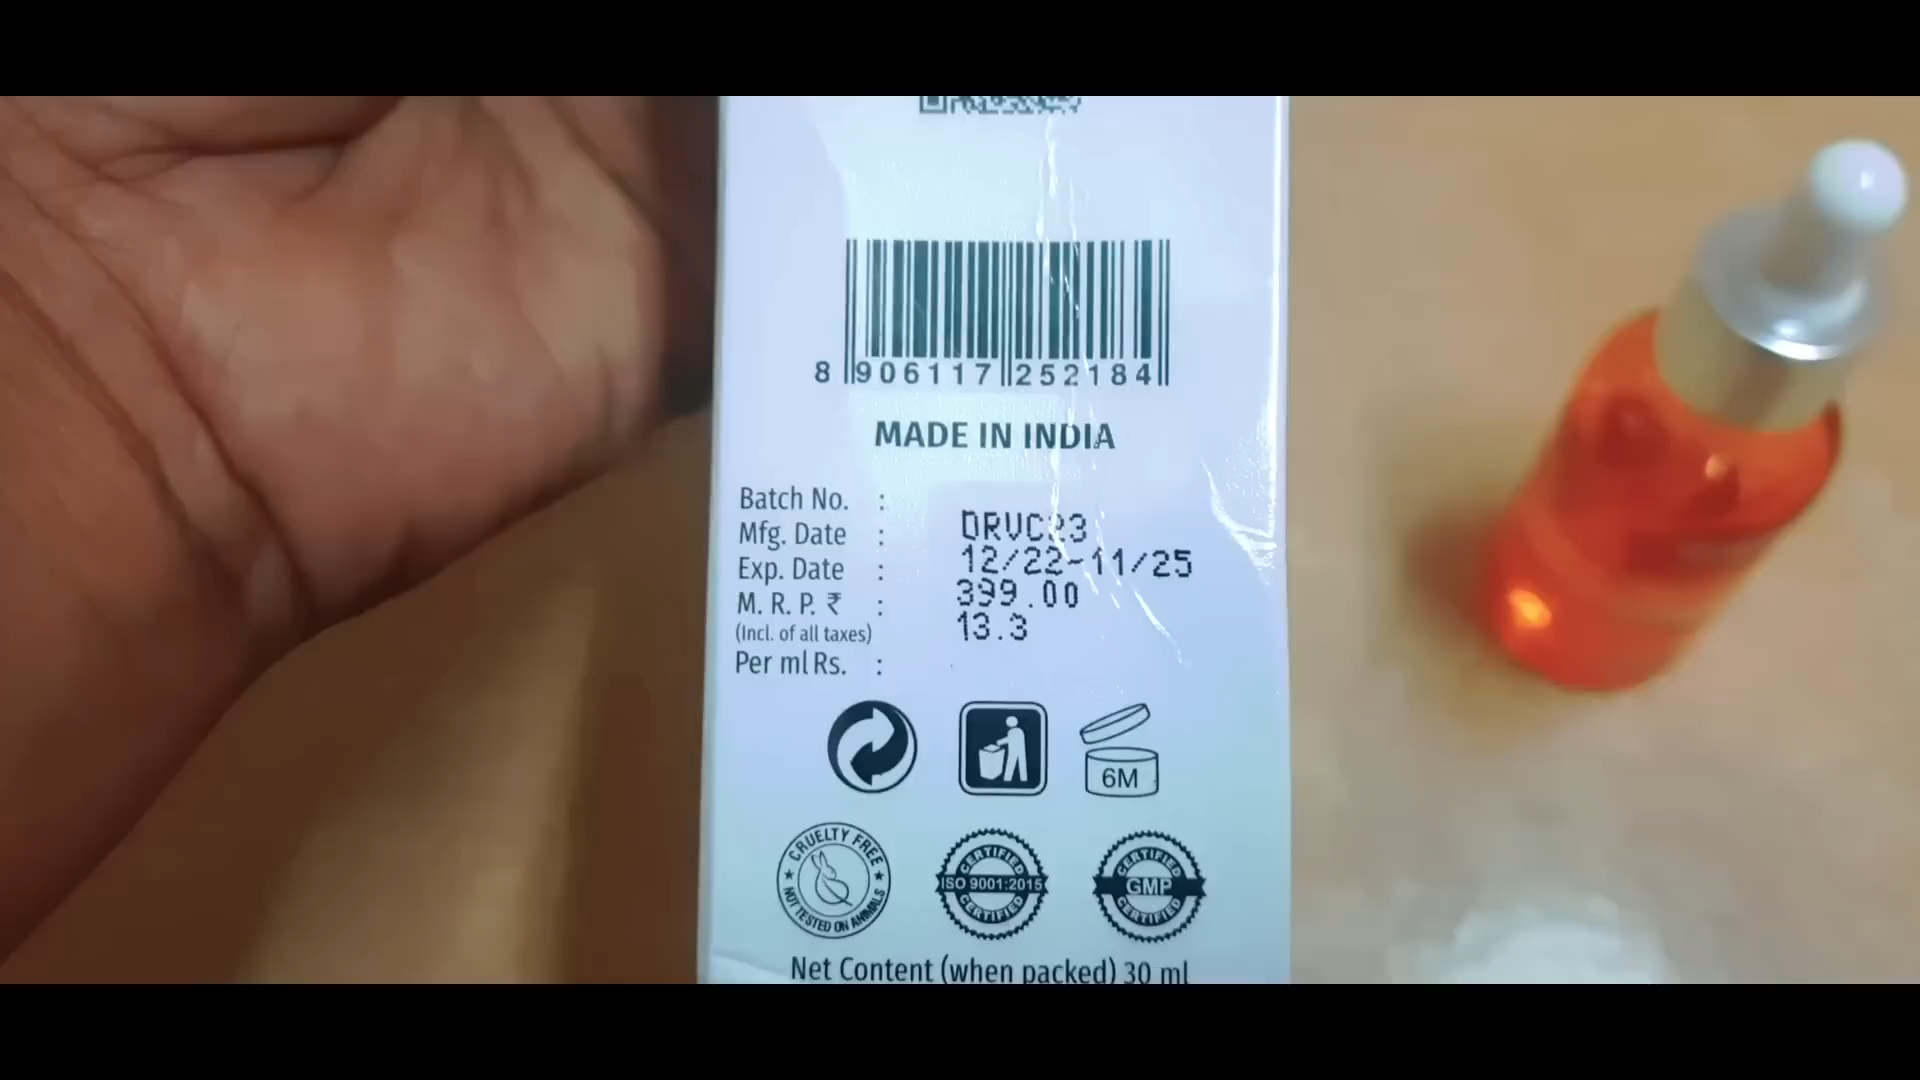 8 906117 252184
MADE IN INDIA
Batch No. :
Mfg. Date : DRVC23
Exp. Date : 12/22-11/25
M. R. P. ₹ : 399.00
(Incl. of all taxes) 13.3
Per ml Rs. :
6M
CRUELTY FREE
NOT TESTED ON ANIMALS
CERTIFIED
ISO 9001:2015
CERTIFIED
CERTIFIED
GMP
CERTIFIED
Net Content (when packed) 30 ml